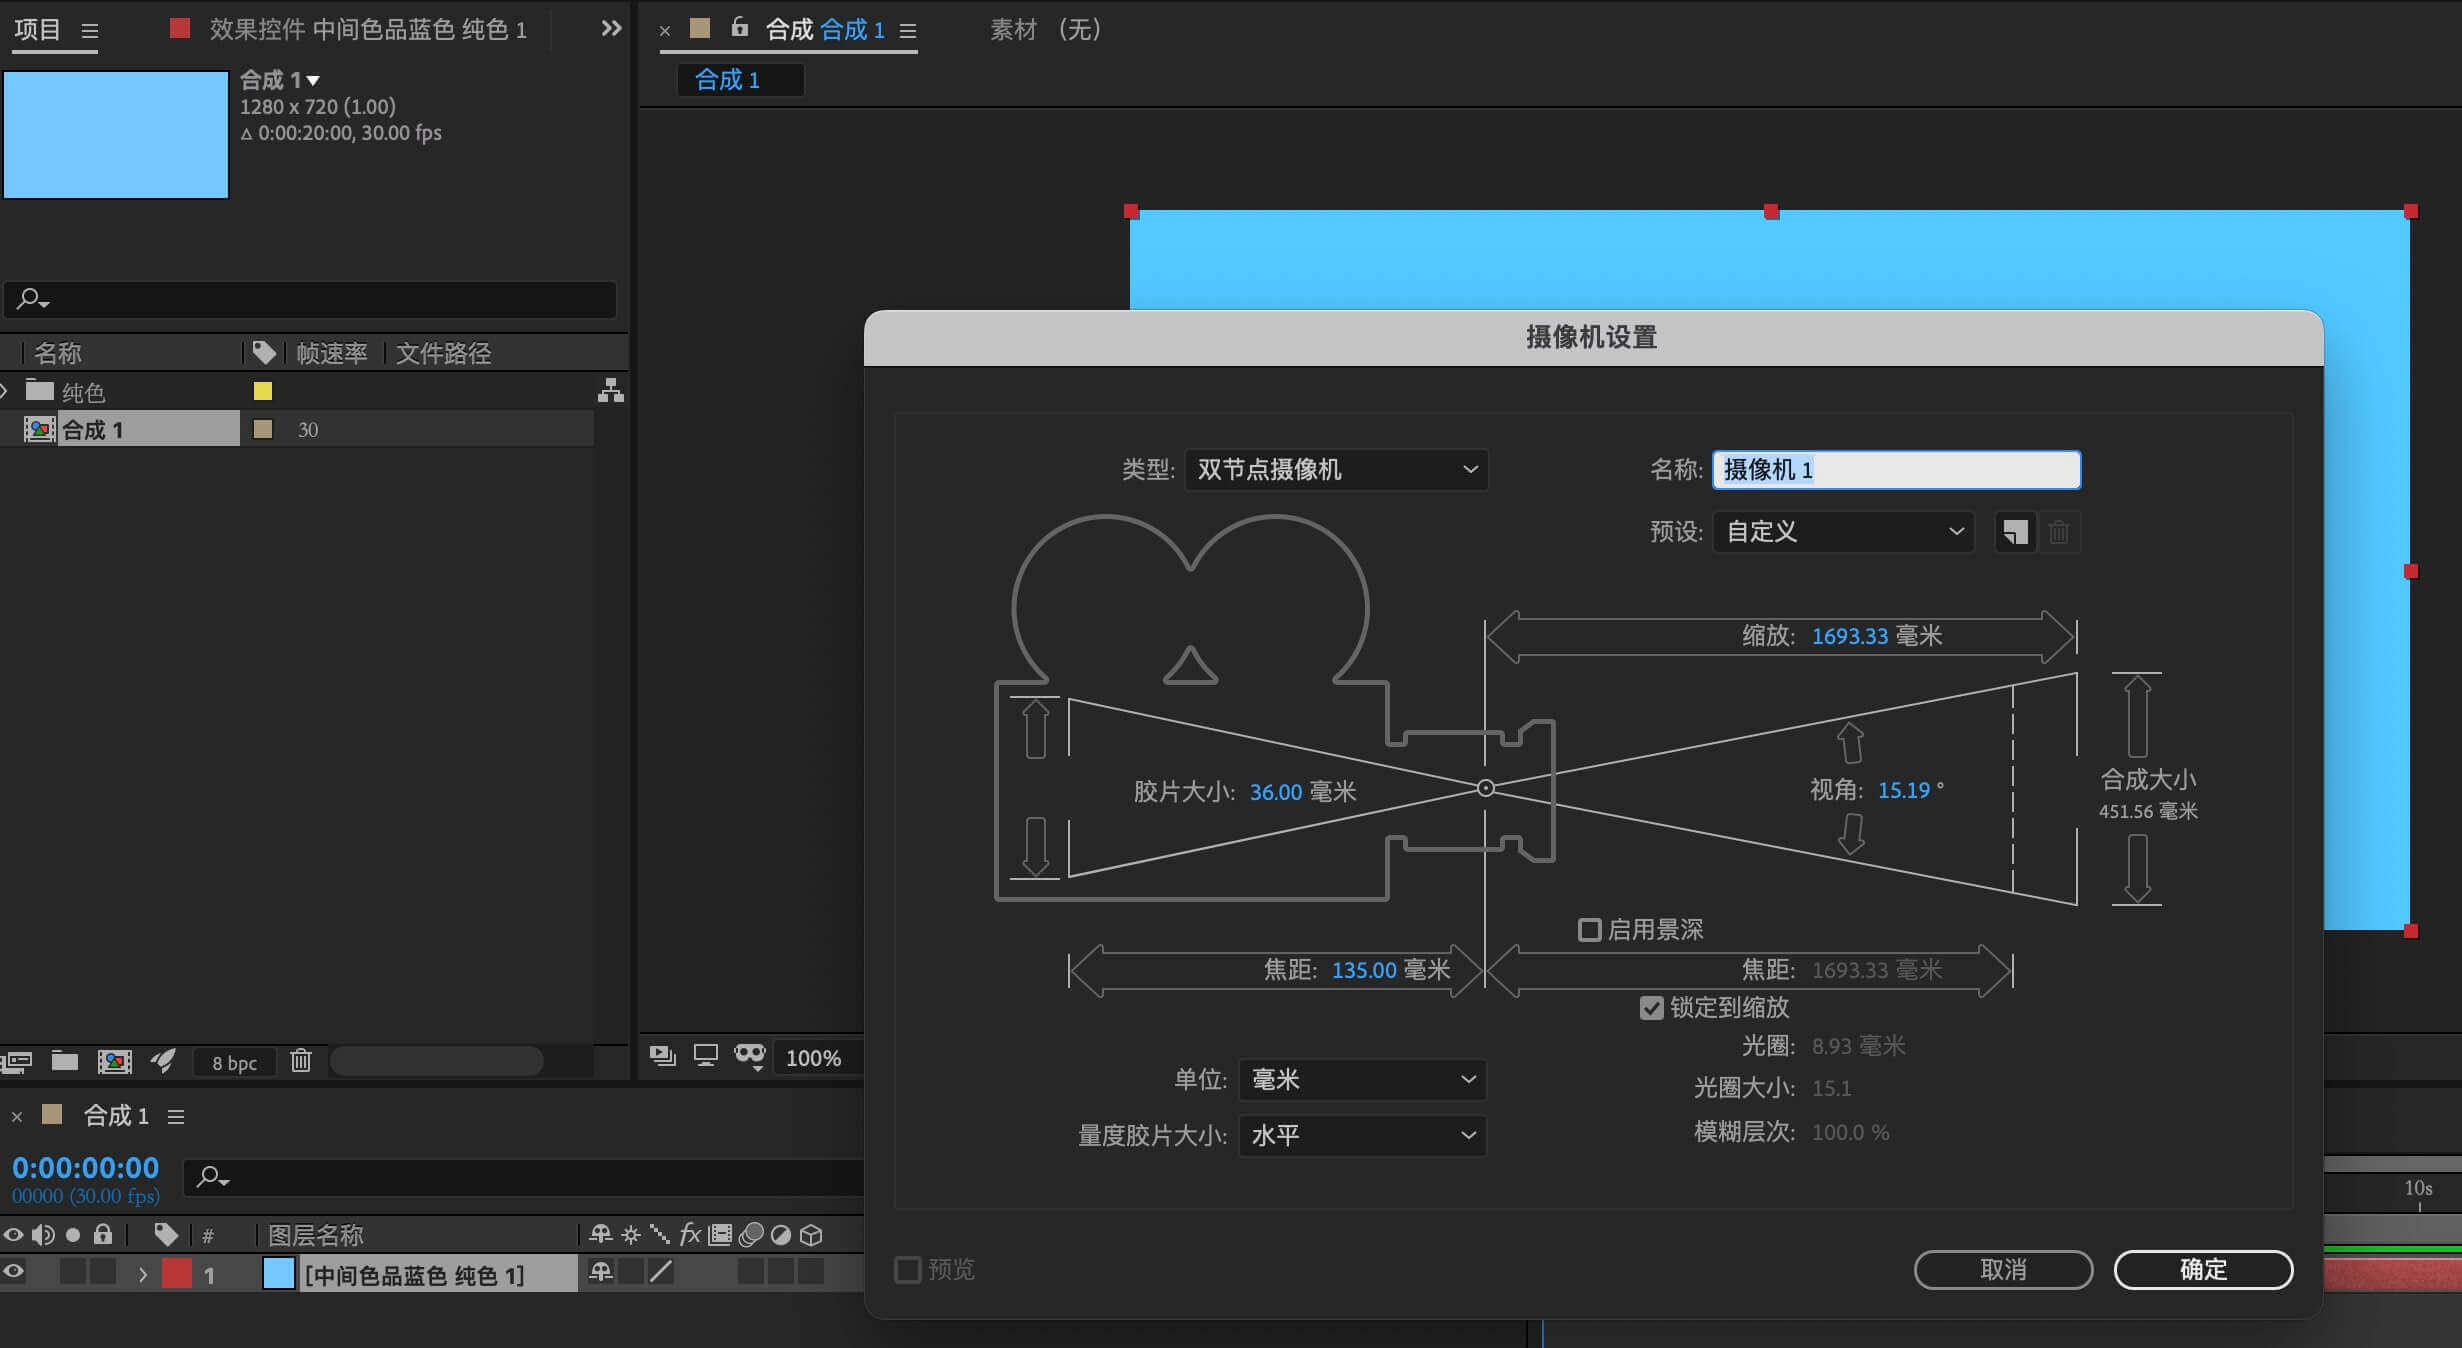 项目
效果控件 中间色品蓝色 纯色 1
合成 1
1280 x 720 (1.00)
Δ 0:00:20:00, 30.00 fps
名称
帧速率
文件路径
纯色
合成 1
30
8 bpc
合成 合成 1
素材 (无)
合成 1
100%
摄像机设置
类型: 双节点摄像机
名称: 摄像机 1
预设: 自定义
缩放: 1693.33 毫米
胶片大小: 36.00 毫米
视角: 15.19 °
合成大小
451.56 毫米
启用景深
焦距: 135.00 毫米
焦距: 1693.33 毫米
锁定到缩放
光圈: 8.93 毫米
单位: 毫米
光圈大小: 15.1
量度胶片大小: 水平
模糊层次: 100.0 %
预览
取消
确定
合成 1
0:00:00:00
00000 (30.00 fps)
10s
#
图层名称
fx
1
[中间色品蓝色 纯色 1]